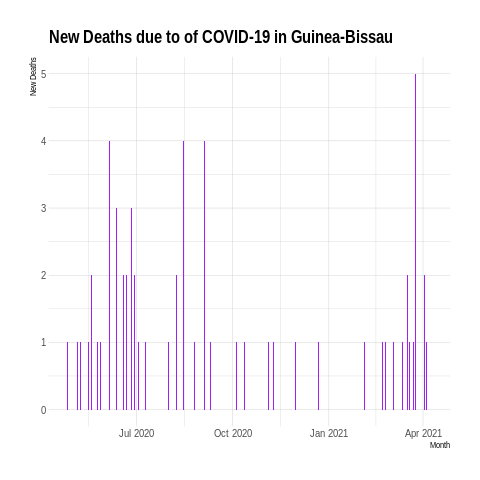 New Deaths due to of COVID-19 in Guinea-Bissau
New Deaths
5
4
3
2
1
0
Jul 2020 Oct 2020 Jan 2021 Apr 2021
Month